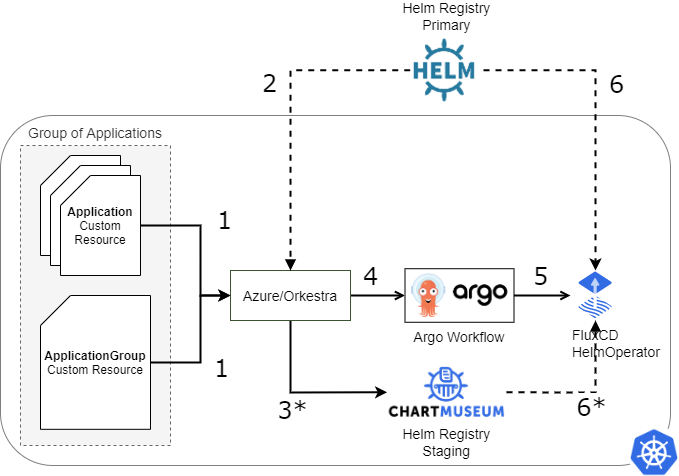 Helm Registry
Primary
HELM
2
6
Group of Applications
Application
Custom
Resource
1
Azure/Orkestra
4
argo
5
Argo Workflow
FluxCD
HelmOperator
ApplicationGroup
Custom Resource
1
3*
CHARTMUSEUM
6*
Helm Registry
Staging